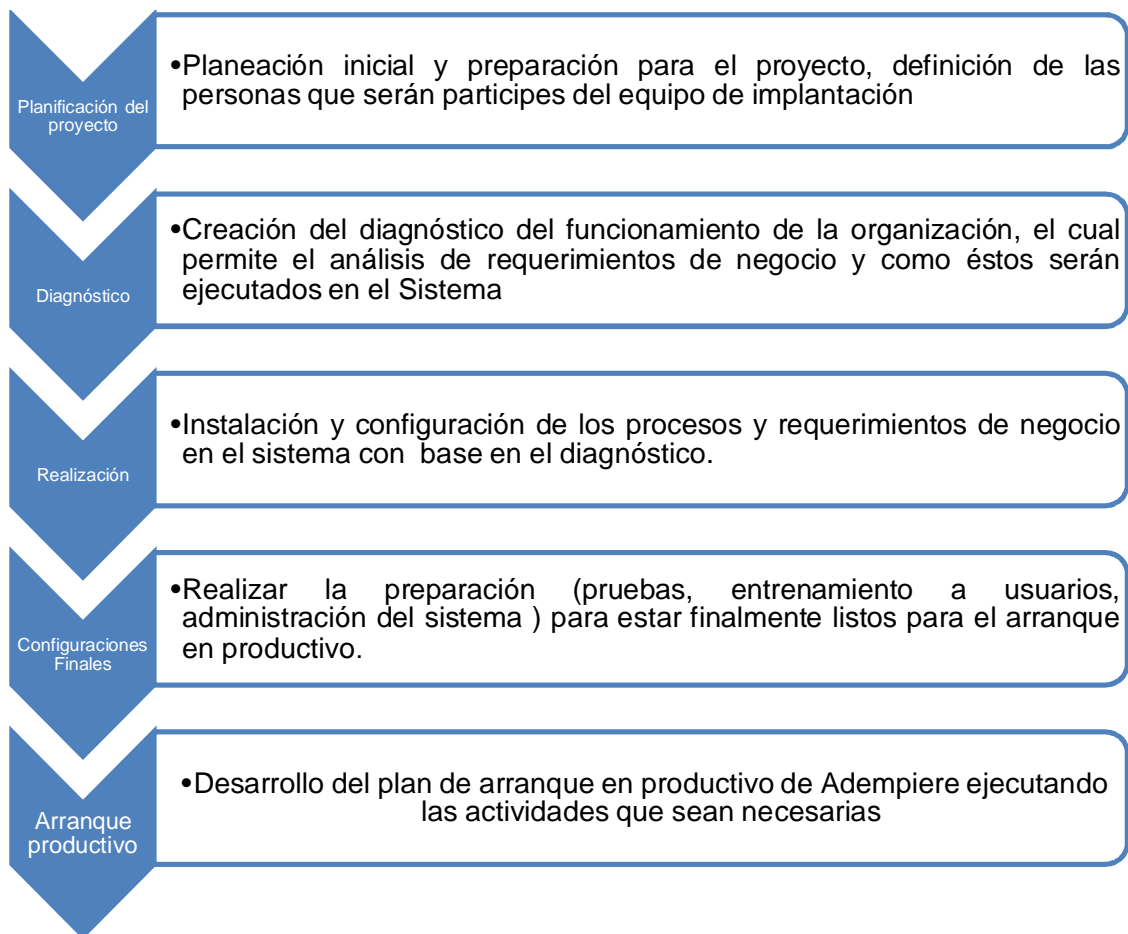 Planificación del
proyecto
•Planeación inicial y preparación para el proyecto, definición de las
personas que serán participes del equipo de implantación
Diagnóstico
•Creación del diagnóstico del funcionamiento de la organización, el cual
permite el análisis de requerimientos de negocio y como éstos serán
ejecutados en el Sistema
Realización
•Instalación y configuración de los procesos y requerimientos de negocio
en el sistema con base en el diagnóstico.
Configuraciones
Finales
•Realizar la preparación (pruebas, entrenamiento a usuarios,
administración del sistema ) para estar finalmente listos para el arranque
en productivo.
Arranque
productivo
•Desarrollo del plan de arranque en productivo de Adempiere ejecutando
las actividades que sean necesarias